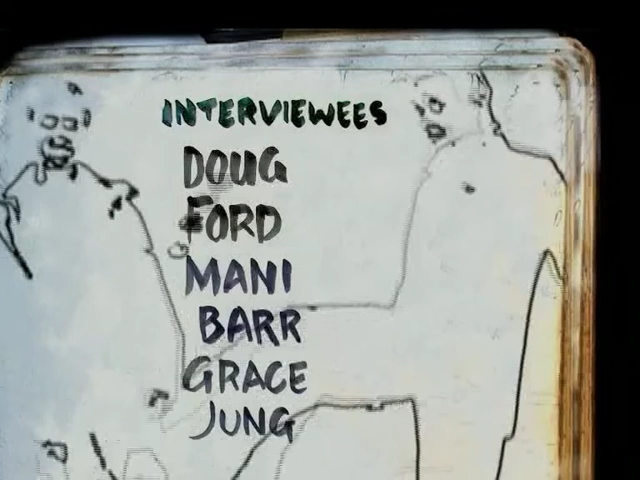 INTERVIEWEES
DOUG
FORD
MANI
BARR
GRACE
JUNG